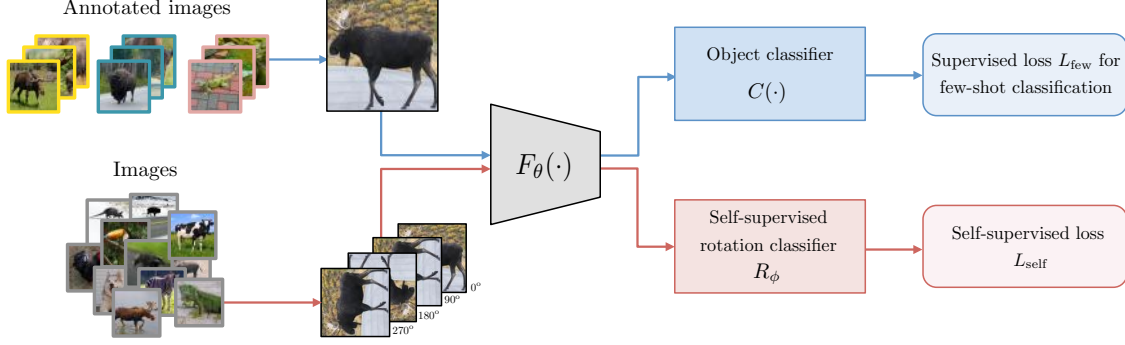 Annotated images
Object classifier
C(·)
Supervised loss L_few for
few-shot classification
F_θ(·)
Images
Self-supervised
rotation classifier
R_ϕ
Self-supervised loss
L_self
0°
90°
180°
270°